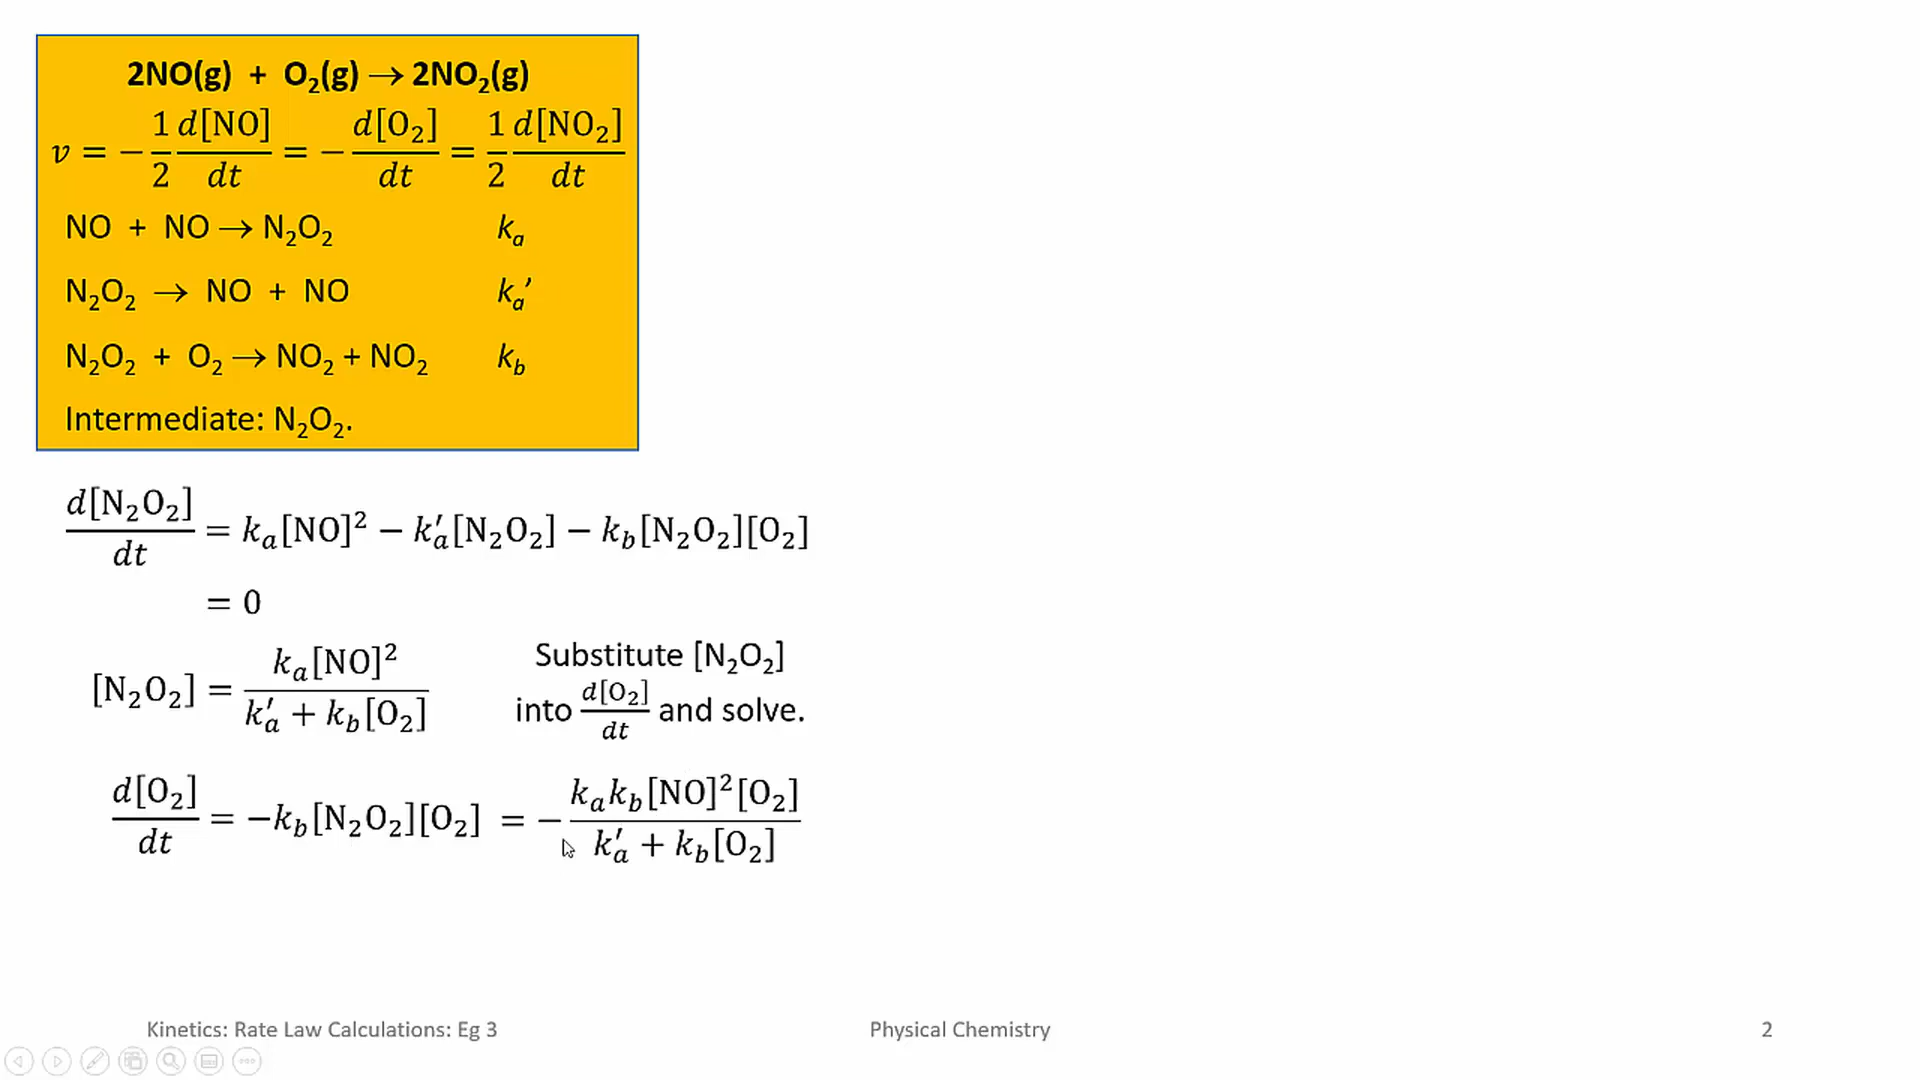 2NO(g) + O₂(g) → 2NO₂(g)
v = −1/2 d[NO]/dt = −d[O₂]/dt = 1/2 d[NO₂]/dt
NO + NO → N₂O₂ kₐ
N₂O₂ → NO + NO kₐ’
N₂O₂ + O₂ → NO₂ + NO₂ k_b
Intermediate: N₂O₂.
d[N₂O₂]/dt = kₐ[NO]² − kₐ′[N₂O₂] − k_b[N₂O₂][O₂]
= 0
[N₂O₂] = kₐ[NO]²/(kₐ′ + k_b[O₂])
Substitute [N₂O₂]
into d[O₂]/dt and solve.
d[O₂]/dt = −k_b[N₂O₂][O₂] = −kₐk_b[NO]²[O₂]/(kₐ′ + k_b[O₂])
Kinetics: Rate Law Calculations: Eg 3
Physical Chemistry
2